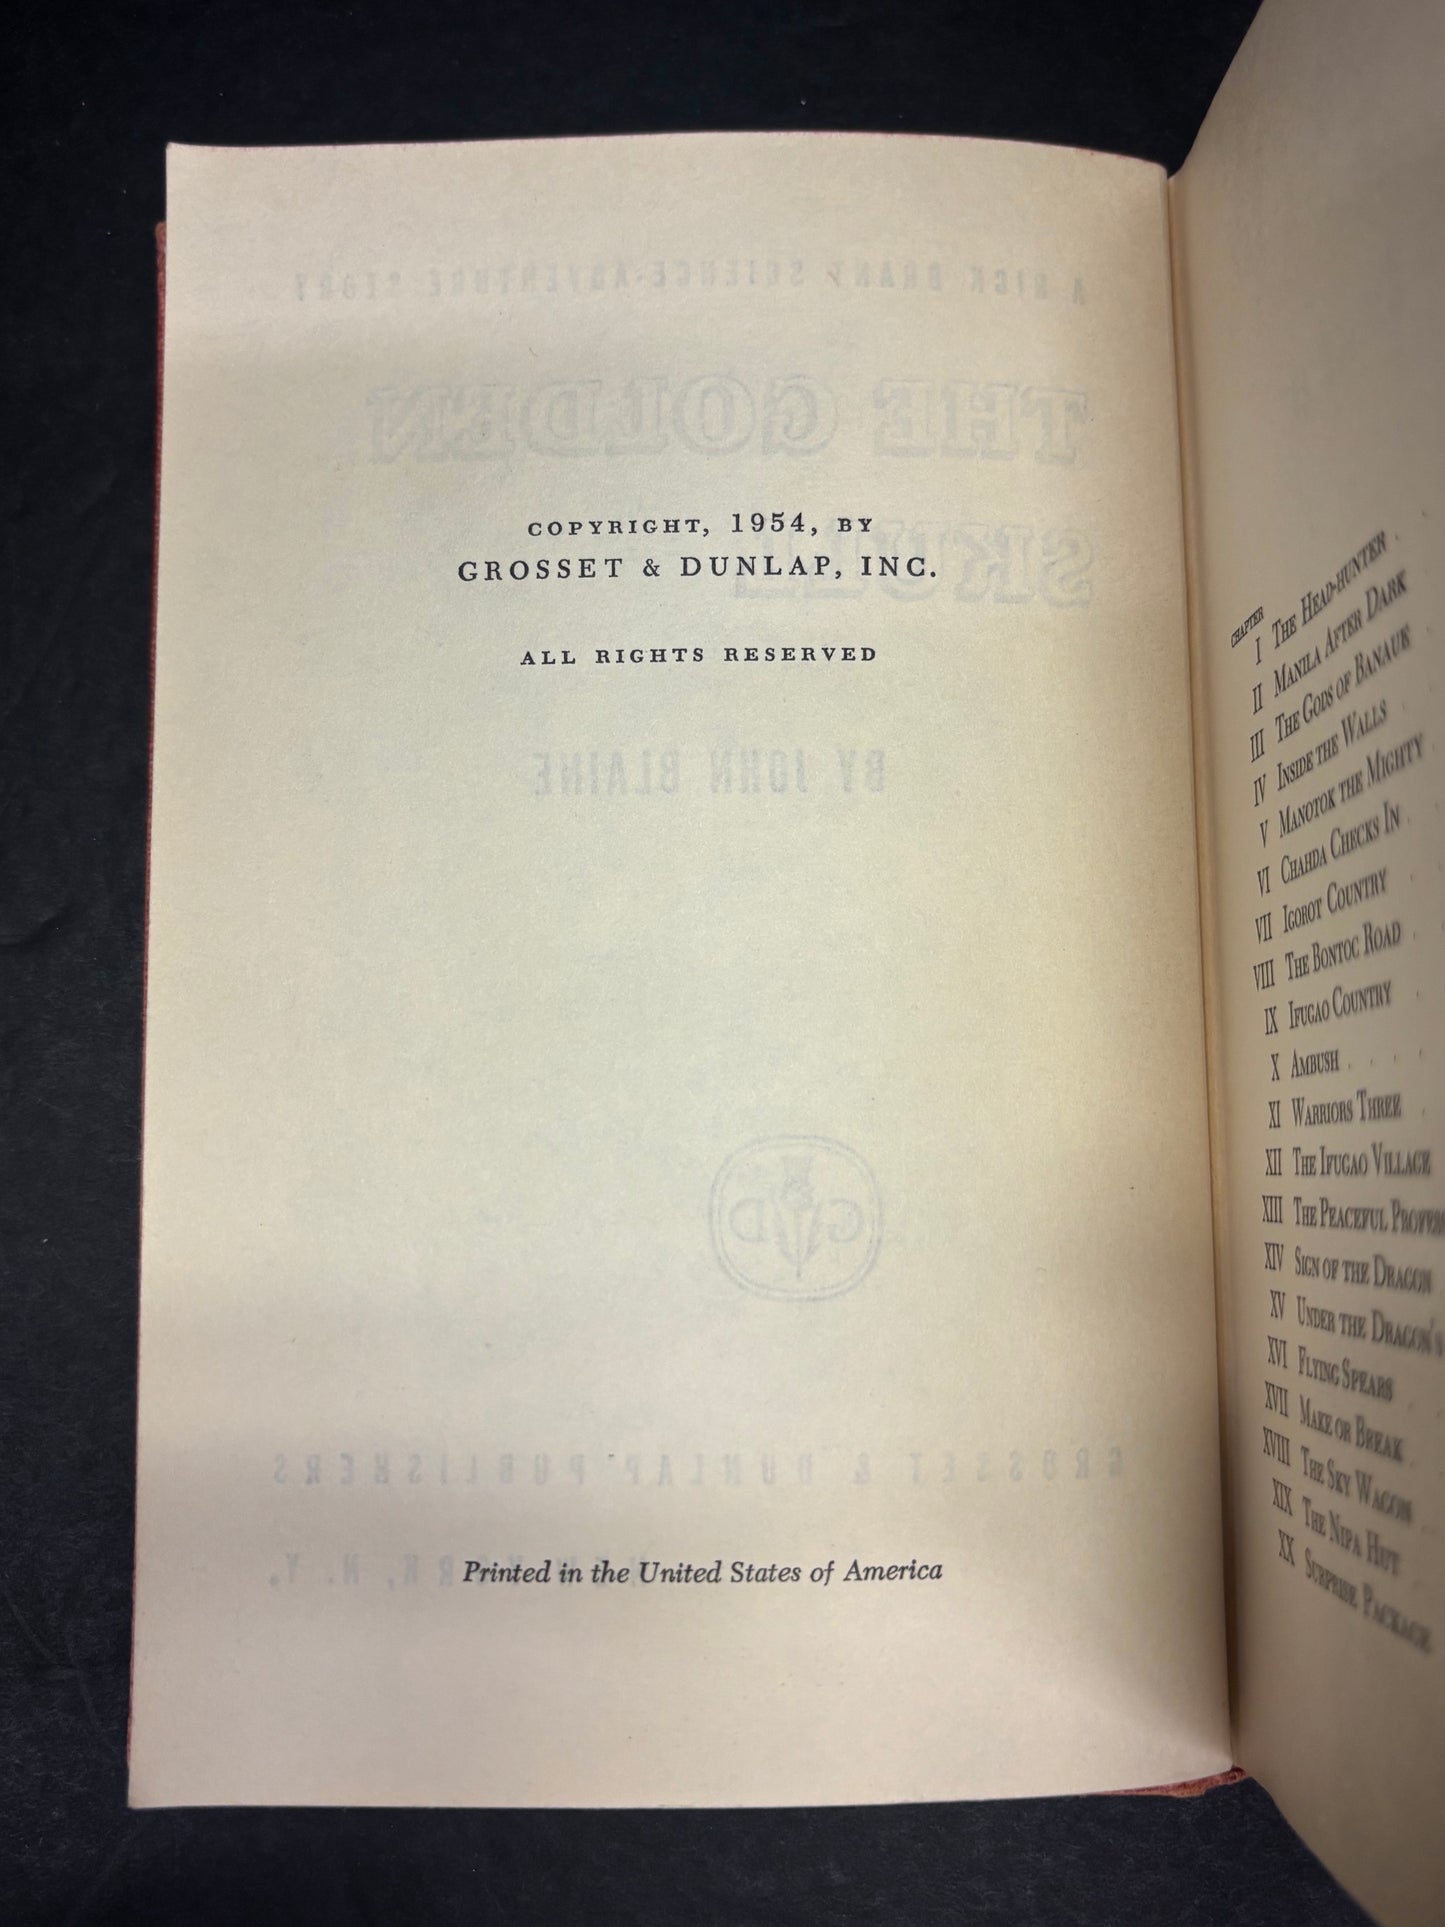 COPYRIGHT, 1954, BY
GROSSET & DUNLAP, INC.
ALL RIGHTS RESERVED
Printed in the United States of America
A RICK BRANT SCIENCE-ADVENTURE STORY
THE GOLDEN
SKULL
BY JOHN BLAINE
G D
GROSSET & DUNLAP PUBLISHERS
NEW YORK, N. Y.
CHAPTER
I THE HEAD-HUNTER
II MANILA AFTER DARK
III THE GODS OF BANAUE
IV INSIDE THE WALLS
V MANOTOK THE MIGHTY
VI CHAHDA CHECKS IN
VII IGOROT COUNTRY
VIII THE BONTOC ROAD
IX IFUGAO COUNTRY
X AMBUSH
XI WARRIORS THREE
XII THE IFUGAO VILLAGE
XIII THE PEACEFUL
XIV SIGN OF THE DRAGON
XV UNDER THE DRAGON'S
XVI FLYING SPEARS
XVII MAKE OR BREAK
XVIII THE SKY WAGON
XIX THE NIPA HUT
XX SURPRISE PACKAGE